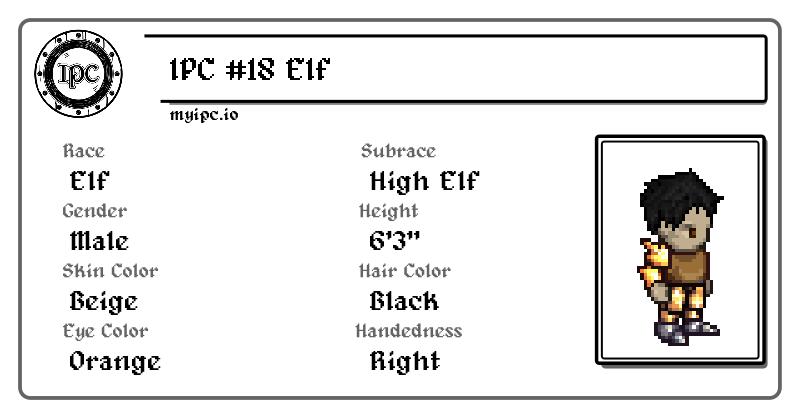 IPC
IPC #18 Elf
myipc.io
Race
Elf
Subrace
High Elf
Gender
Male
Height
6'3"
Skin Color
Beige
Hair Color
Black
Eye Color
Orange
Handedness
Right